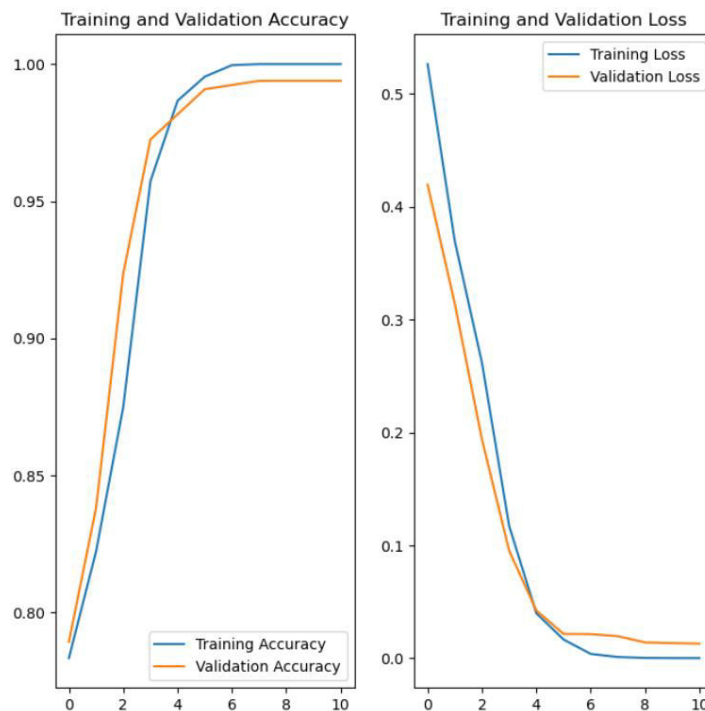 Training and Validation Accuracy
1.00
0.95
0.90
0.85
0.80
Training Accuracy
Validation Accuracy
0 2 4 6 8 10
Training and Validation Loss
Training Loss
Validation Loss
0.5
0.4
0.3
0.2
0.1
0.0
0 2 4 6 8 10